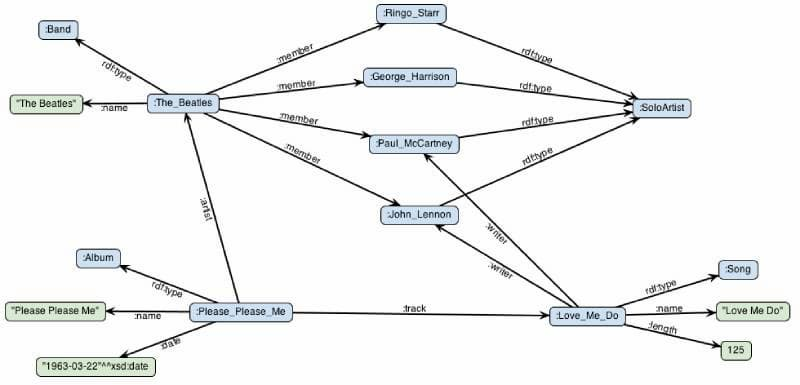 :Ringo_Starr
:Band
:member
rdf:type
rdf:type
:George_Harrison
:member
rdf:type
"The Beatles"
:name
:The_Beatles
:SoloArtist
:member
rdf:type
:Paul_McCartney
:member
rdf:type
:artist
:John_Lennon
:writer
:Album
:writer
:Song
rdf:type
rdf:type
"Please Please Me"
:name
:Please_Please_Me
:track
:Love_Me_Do
:name
"Love Me Do"
:date
:length
125
"1963-03-22"^^xsd:date